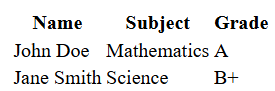 Name Subject Grade
John Doe Mathematics A
Jane Smith Science B+